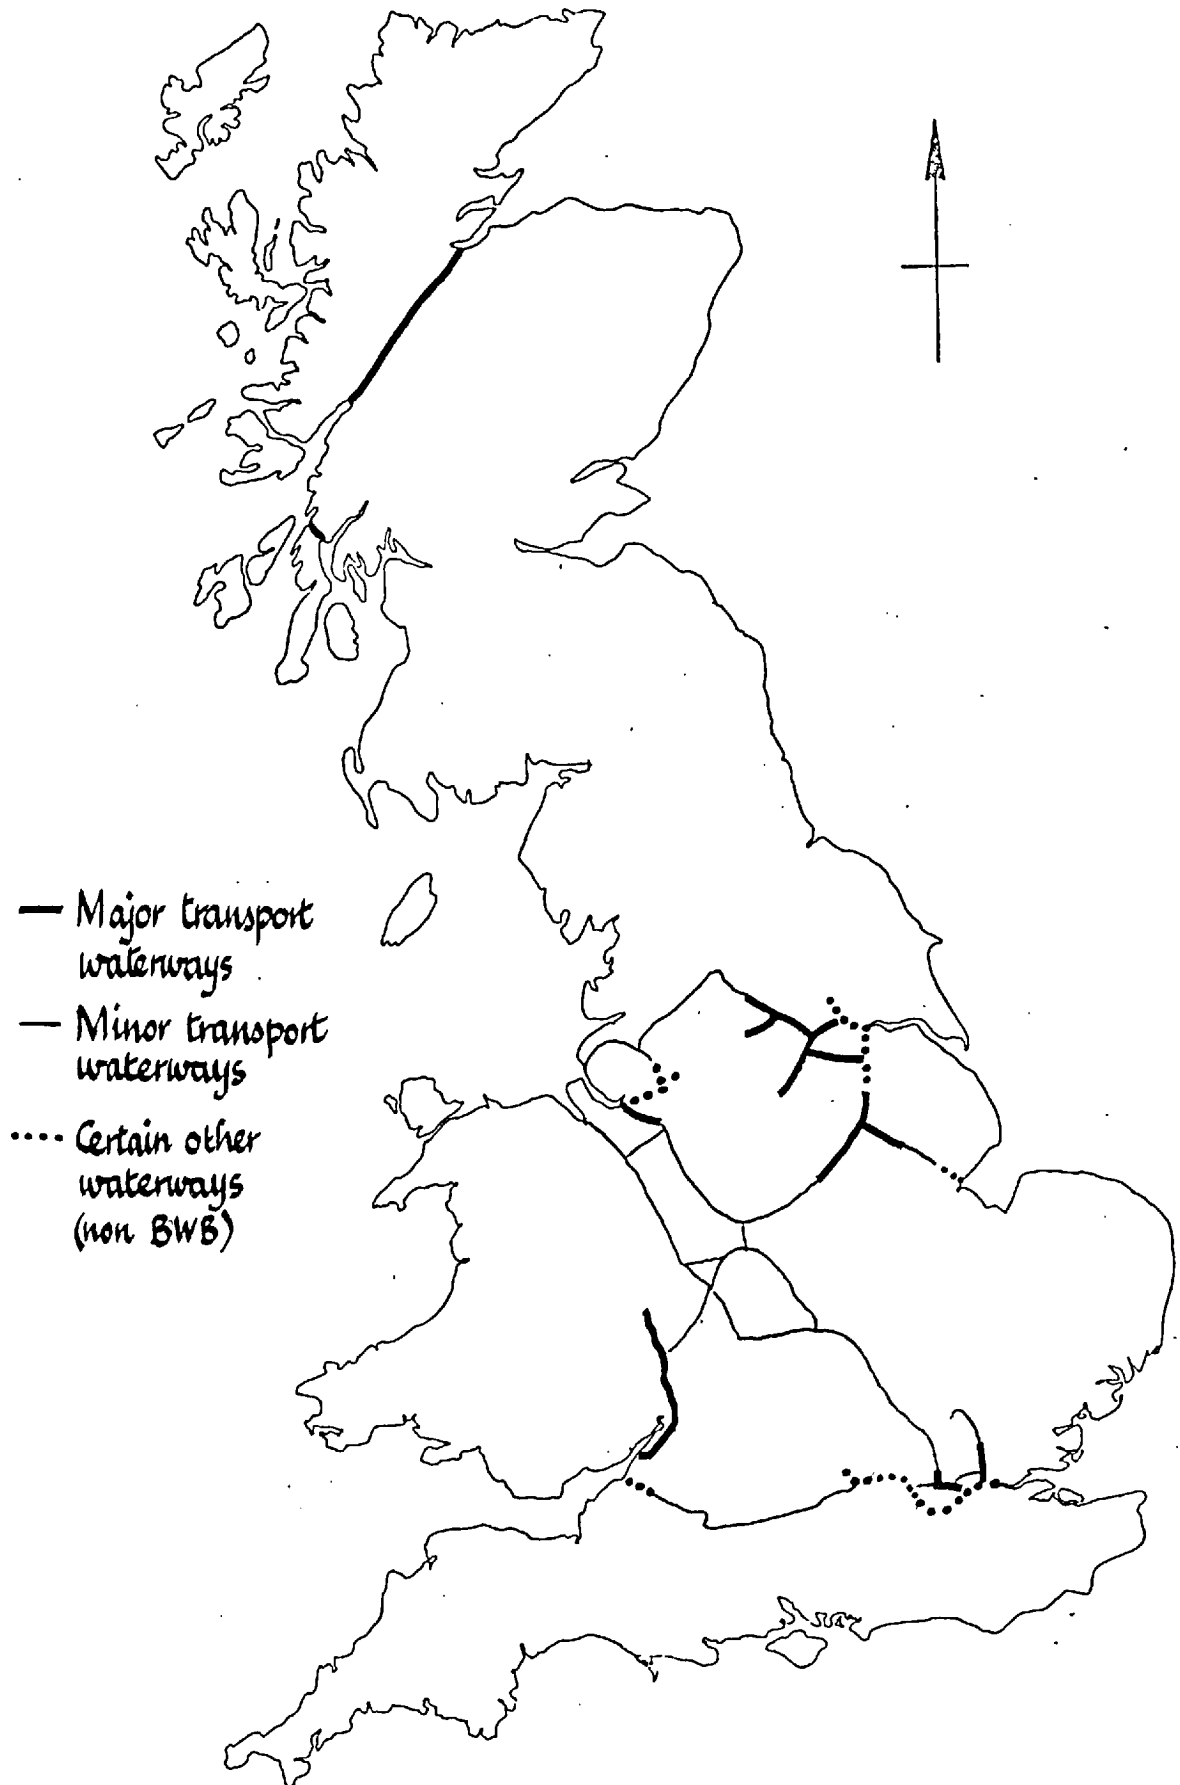 Major transport
waterways
Minor transport
waterways
Certain other
waterways
(non BWB)